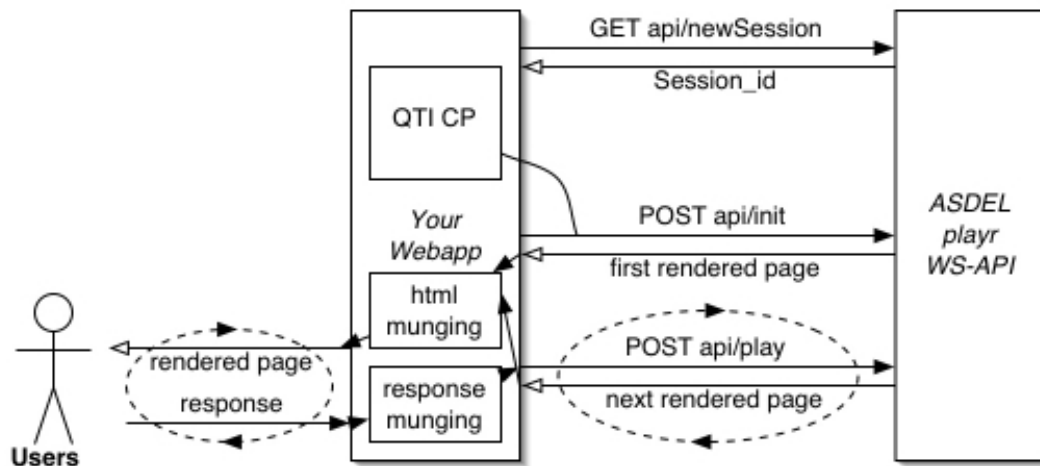 GET api/newSession
Session_id
QTI CP
Your
Webapp
POST api/init
first rendered page
ASDEL
playr
WS-API
html
munging
rendered page
response
response
munging
POST api/play
next rendered page
Users